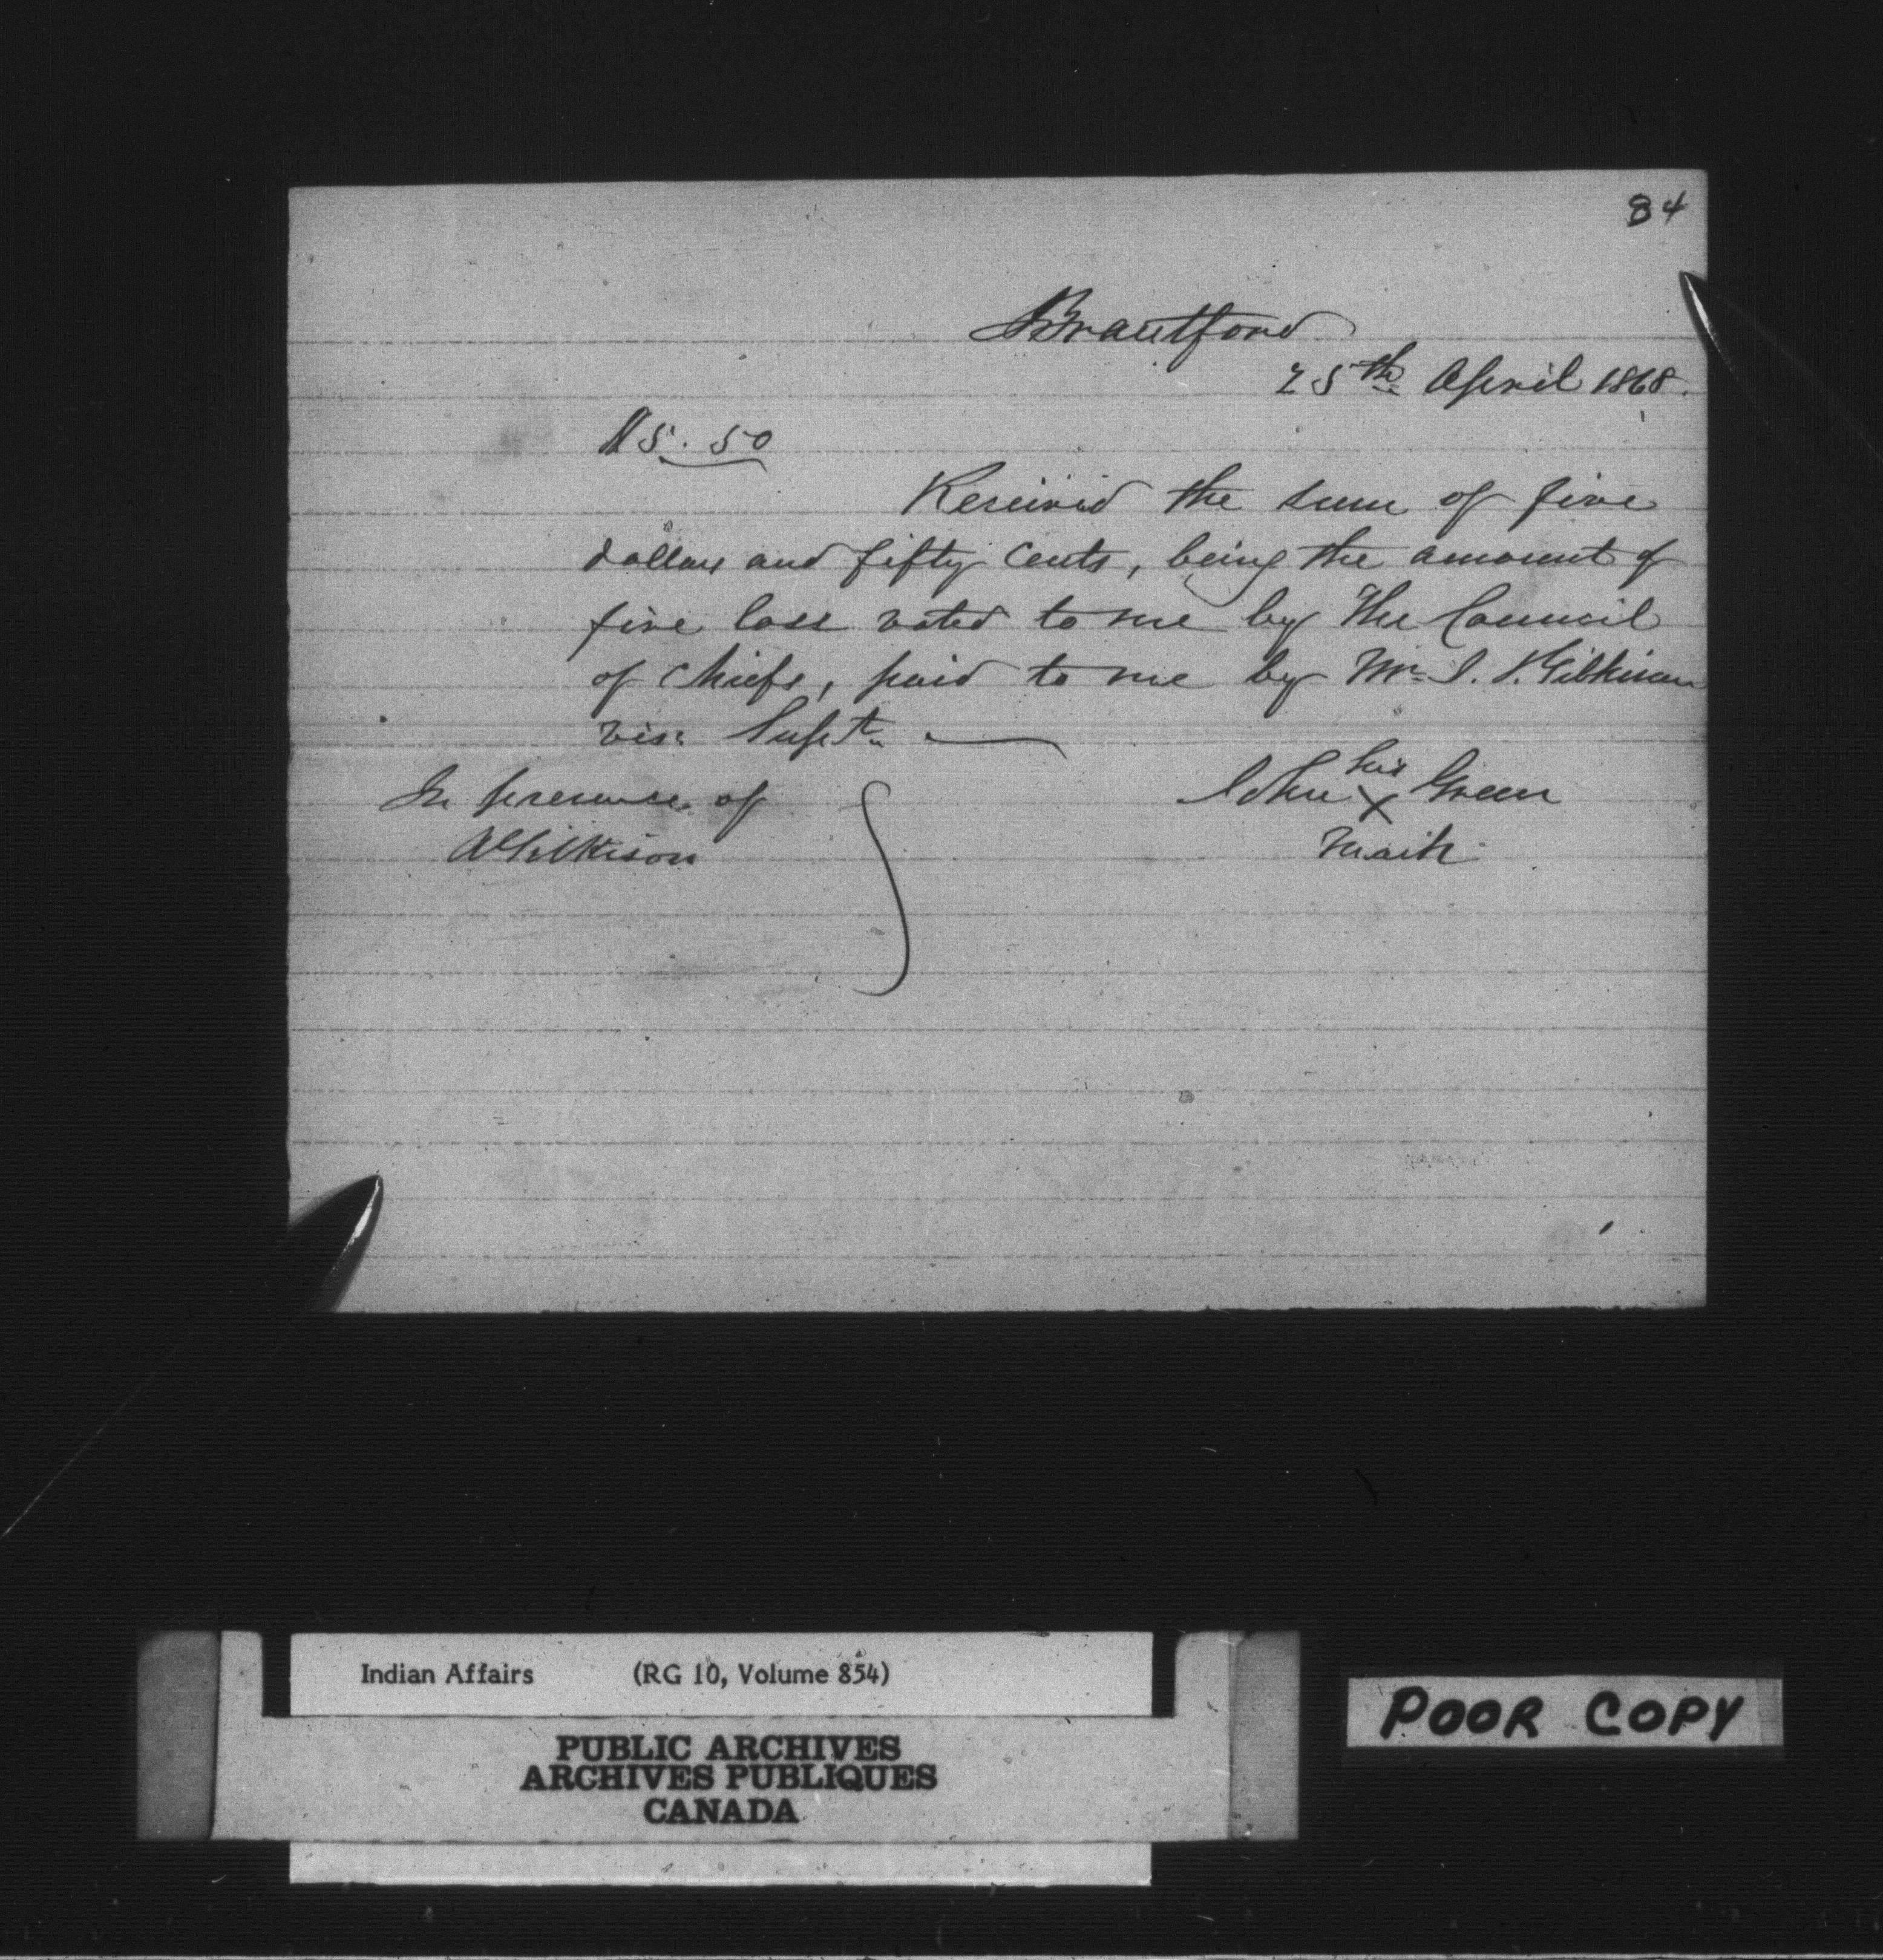 84
Brantford
25th April 1868.
$5.50
Received the sum of five
dollars and fifty cents, being the amount of
fire loss voted to me by the Council
of Chiefs, paid to me by Mr. J. T. Gilkison
Vis: Supt.
In presence of
AGilkison
his
John X Green
mark
Indian Affairs (RG 10, Volume 854)
PUBLIC ARCHIVES
ARCHIVES PUBLIQUES
CANADA
POOR COPY